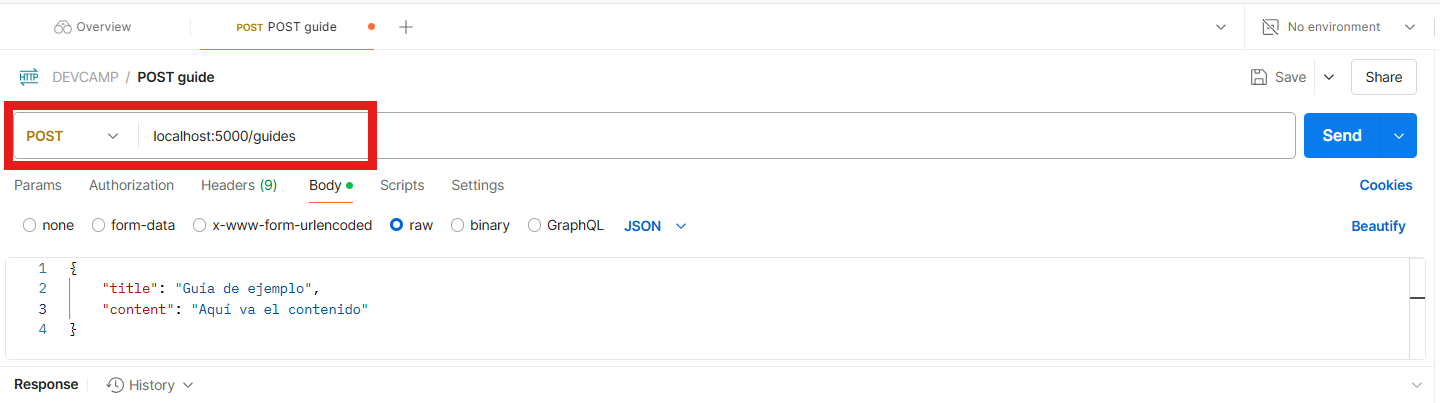 Overview POST POST guide No environment
HTTP DEVCAMP / POST guide Save Share
POST localhost:5000/guides Send
Params Authorization Headers (9) Body Scripts Settings Cookies
none form-data x-www-form-urlencoded raw binary GraphQL JSON Beautify
1 {
2 "title": "Guía de ejemplo",
3 "content": "Aquí va el contenido"
4 }
Response History